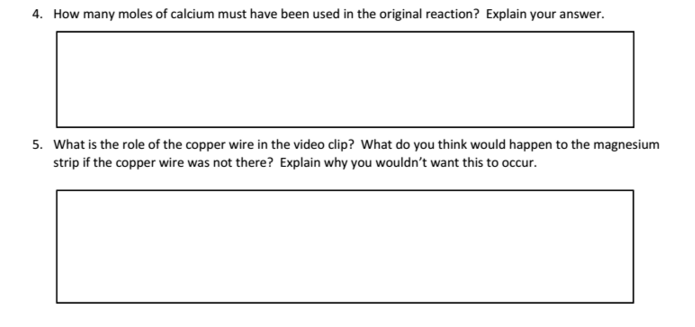 4. How many moles of calcium must have been used in the original reaction? Explain your answer.
5. What is the role of the copper wire in the video clip? What do you think would happen to the magnesium
strip if the copper wire was not there? Explain why you wouldn't want this to occur.